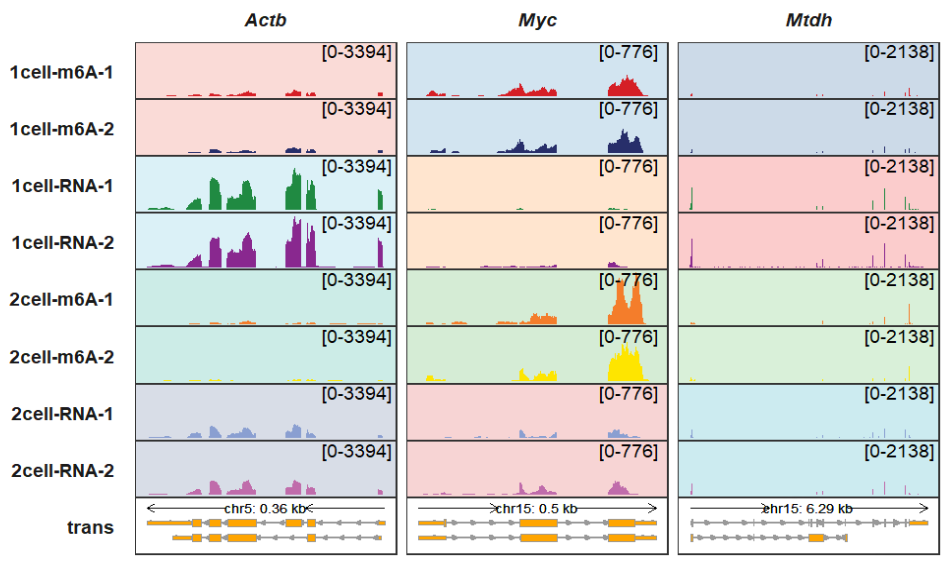 Actb Myc Mtdh
1cell-m6A-1 [0-3394] [0-776] [0-2138]
1cell-m6A-2 [0-3394] [0-776] [0-2138]
1cell-RNA-1 [0-3394] [0-776] [0-2138]
1cell-RNA-2 [0-3394] [0-776] [0-2138]
2cell-m6A-1 [0-3394] [0-776] [0-2138]
2cell-m6A-2 [0-3394] [0-776] [0-2138]
2cell-RNA-1 [0-3394] [0-776] [0-2138]
2cell-RNA-2 [0-3394] [0-776] [0-2138]
chr5: 0.36 kb chr15: 0.5 kb chr15: 6.29 kb
trans